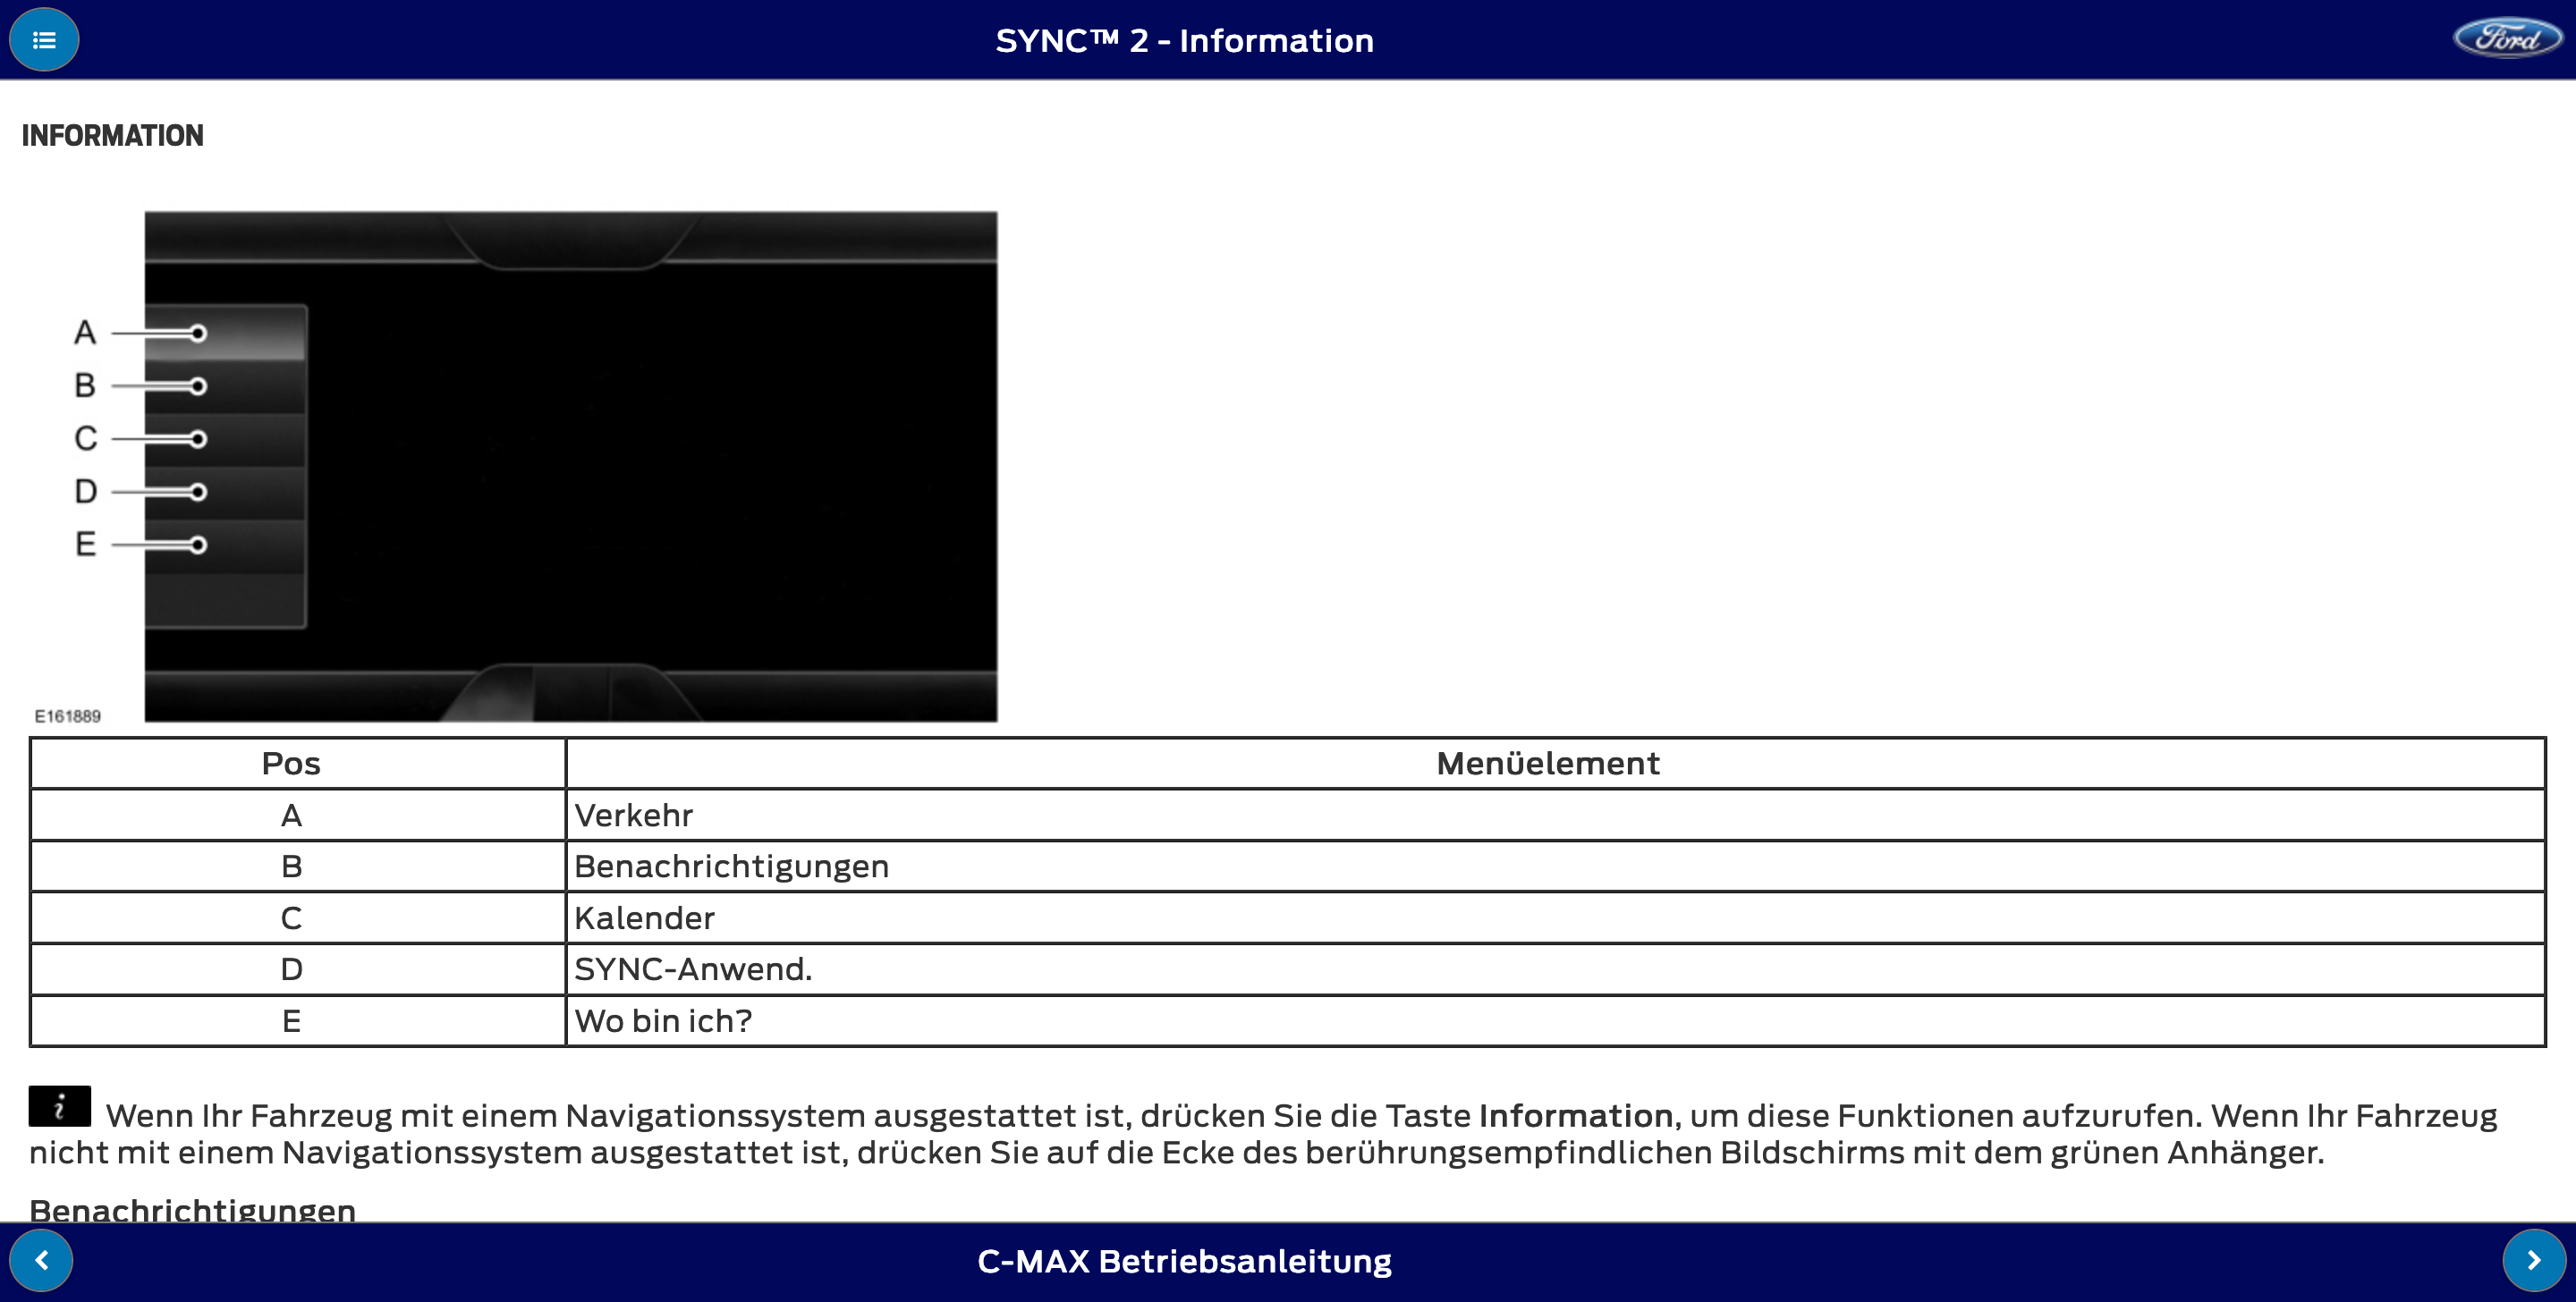 SYNC™ 2 - Information
Ford
INFORMATION
A
B
C
D
E
E161889
Pos Menüelement
A Verkehr
B Benachrichtigungen
C Kalender
D SYNC-Anwend.
E Wo bin ich?
i Wenn Ihr Fahrzeug mit einem Navigationssystem ausgestattet ist, drücken Sie die Taste Information, um diese Funktionen aufzurufen. Wenn Ihr Fahrzeug
nicht mit einem Navigationssystem ausgestattet ist, drücken Sie auf die Ecke des berührungsempfindlichen Bildschirms mit dem grünen Anhänger.
Benachrichtigungen
C-MAX Betriebsanleitung